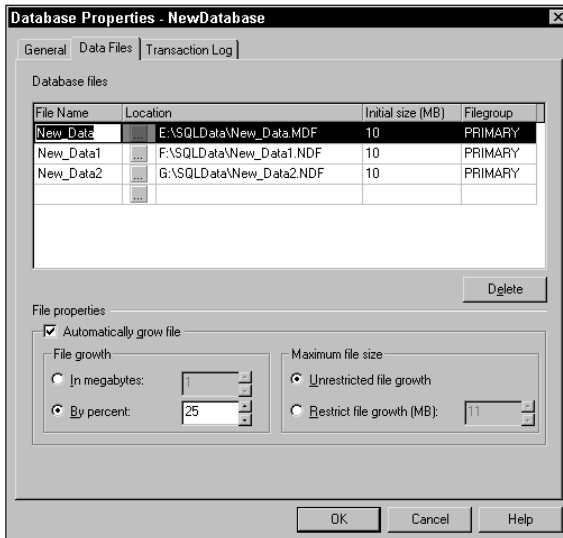 Database Properties - NewDatabase
General Data Files Transaction Log
Database files
File Name Location Initial size (MB) Filegroup
New_Data ... E:\SQLData\New_Data.MDF 10 PRIMARY
New_Data1 ... F:\SQLData\New_Data1.NDF 10 PRIMARY
New_Data2 ... G:\SQLData\New_Data2.NDF 10 PRIMARY
...
Delete
File properties
Automatically grow file
File growth Maximum file size
In megabytes: 1 Unrestricted file growth
By percent: 25 Restrict file growth (MB): 11
OK Cancel Help